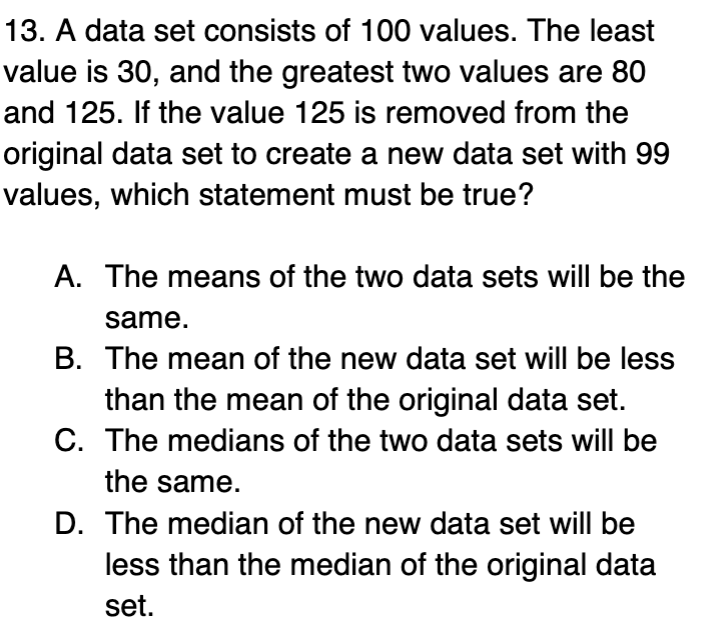 13. A data set consists of 100 values. The least
value is 30, and the greatest two values are 80
and 125. If the value 125 is removed from the
original data set to create a new data set with 99
values, which statement must be true?
A. The means of the two data sets will be the
same.
B. The mean of the new data set will be less
than the mean of the original data set.
C. The medians of the two data sets will be
the same.
D. The median of the new data set will be
less than the median of the original data
set.